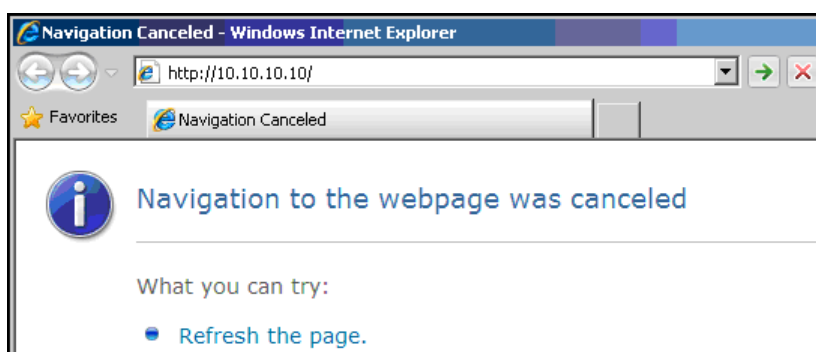 Navigation Canceled - Windows Internet Explorer
http://10.10.10.10/
Favorites Navigation Canceled
Navigation to the webpage was canceled
What you can try:
Refresh the page.